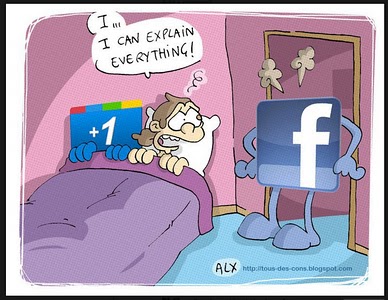 I...
I CAN EXPLAIN
EVERYTHING!
+1
f
ALX http://tous-des-cons.blogspot.com